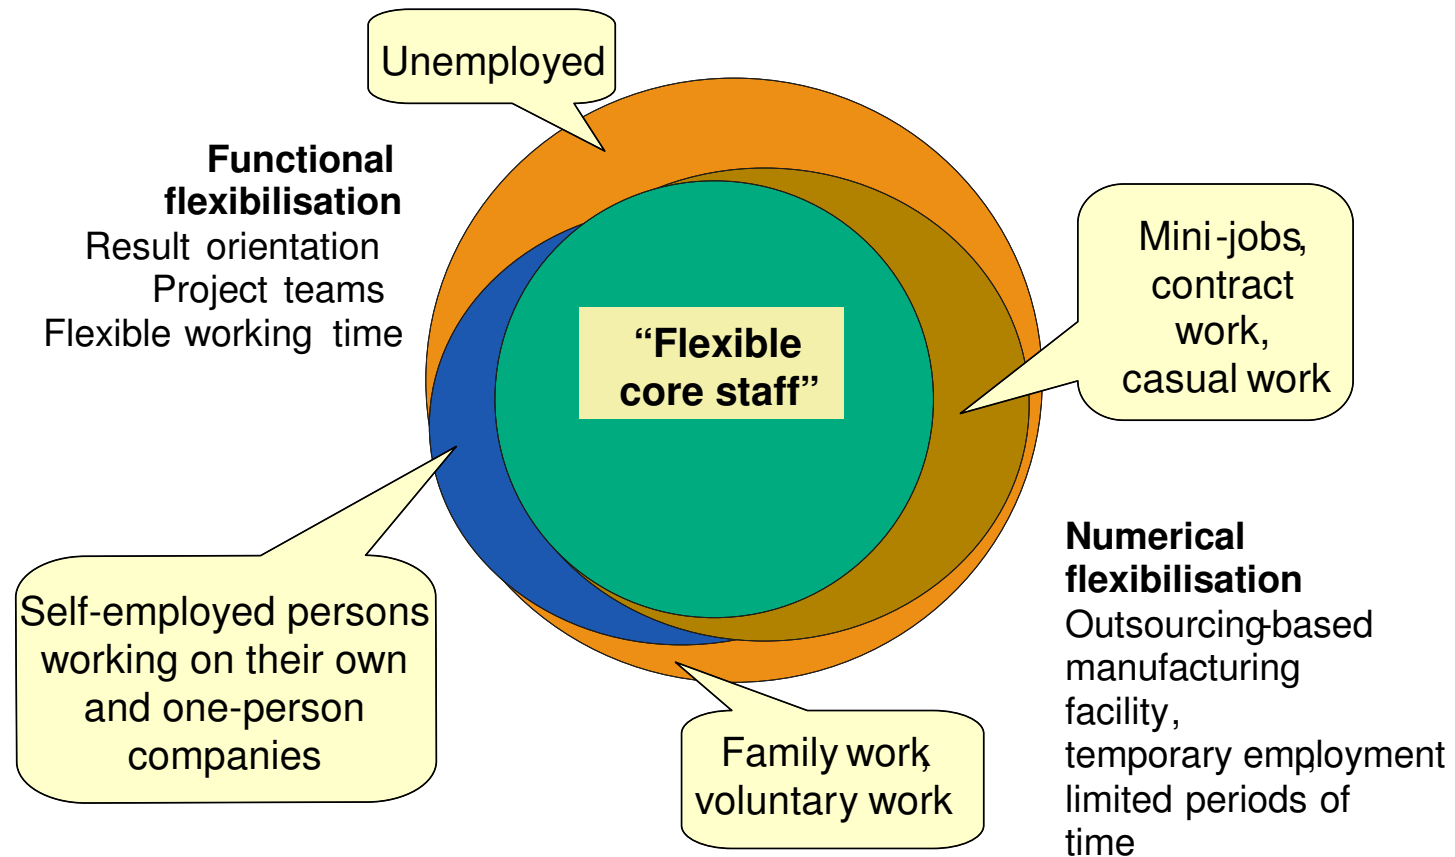 Unemployed
Functional
flexibilisation
Result orientation
Project teams
Flexible working time
Mini-jobs,
contract
work,
casual work
“Flexible
core staff”
Self-employed persons
working on their own
and one-person
companies
Numerical
flexibilisation
Outsourcing-based
manufacturing
facility,
temporary employment,
limited periods of
time
Family work,
voluntary work